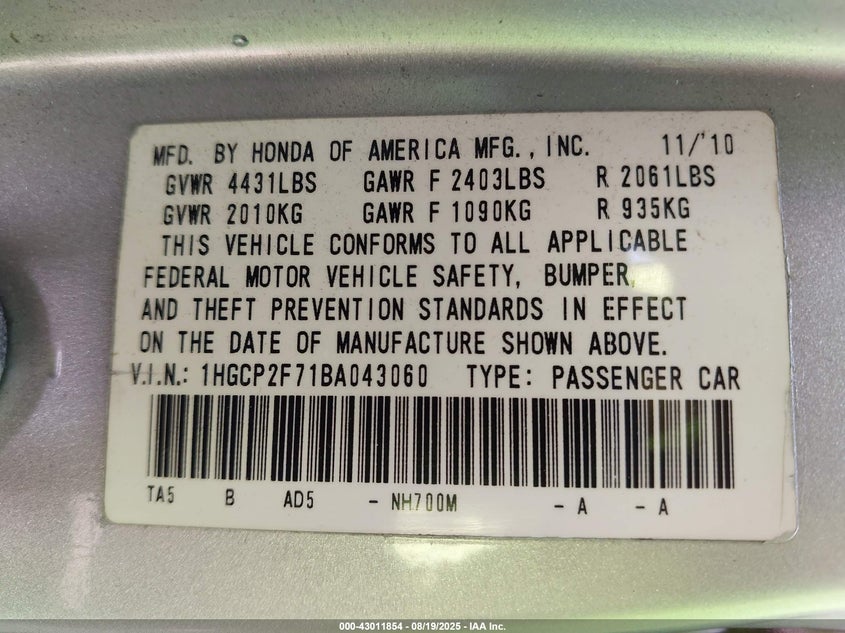 MFD. BY HONDA OF AMERICA MFG., INC. 11/'10
GVWR 4431LBS GAWR F 2403LBS R 2061LBS
GVWR 2010KG GAWR F 1090KG R 935KG
THIS VEHICLE CONFORMS TO ALL APPLICABLE
FEDERAL MOTOR VEHICLE SAFETY, BUMPER,
AND THEFT PREVENTION STANDARDS IN EFFECT
ON THE DATE OF MANUFACTURE SHOWN ABOVE.
V.I.N.: 1HGCP2F71BA043060 TYPE: PASSENGER CAR
TA5 B AD5 - NH700M - A - A
000-43011854 - 08/19/2025 - IAA Inc.